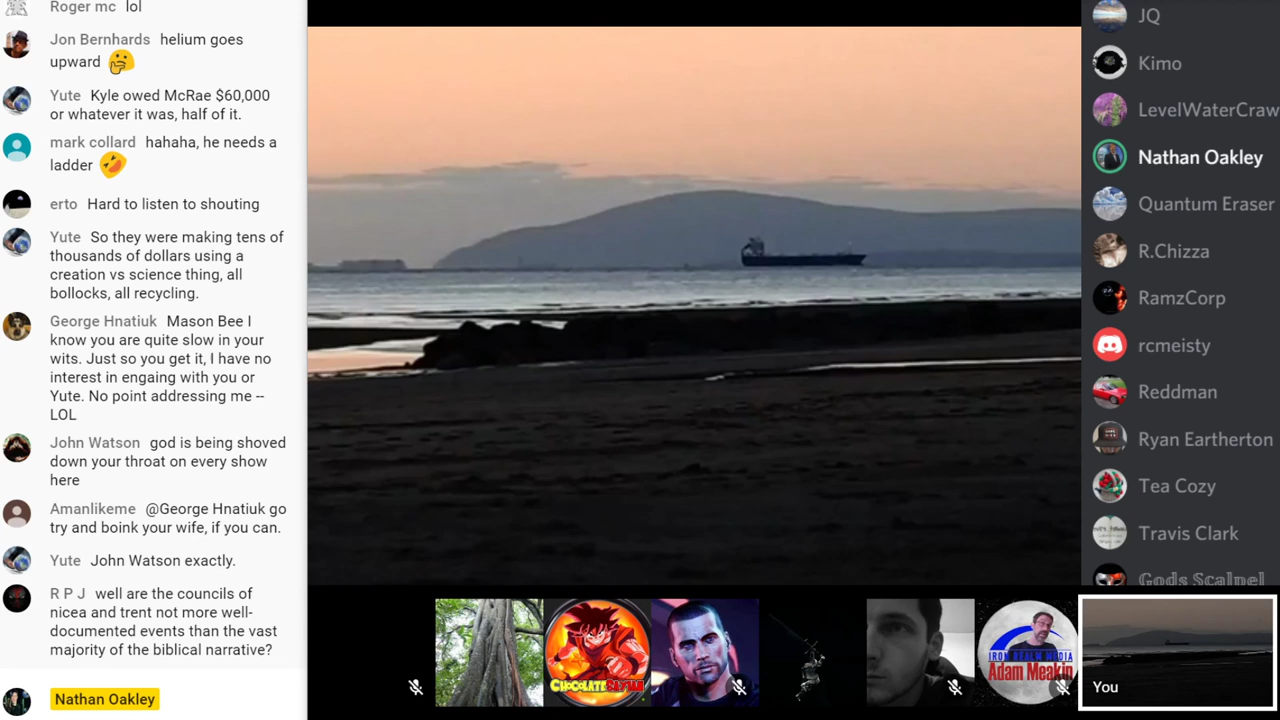 Roger mc lol
Jon Bernhards helium goes
upward
Yute Kyle owed McRae $60,000
or whatever it was, half of it.
mark collard hahaha, he needs a
ladder
erto Hard to listen to shouting
Yute So they were making tens of
thousands of dollars using a
creation vs science thing, all
bollocks, all recycling.
George Hnatiuk Mason Bee I
know you are quite slow in your
wits. Just so you get it, I have no
interest in engaing with you or
Yute. No point addressing me --
LOL
John Watson god is being shoved
down your throat on every show
here
Amanlikeme @George Hnatiuk go
try and boink your wife, if you can.
Yute John Watson exactly.
R P J well are the councils of
nicea and trent not more well-
documented events than the vast
majority of the biblical narrative?
Nathan Oakley
JQ
Kimo
LevelWaterCraw
Nathan Oakley
Quantum Eraser
R.Chizza
RamzCorp
rcmeisty
Reddman
Ryan Eartherton
Tea Cozy
Travis Clark
Gods Scalpel
CHOCOLATE SAIYAN
IRON REALM MEDIA
Adam Meakin
You